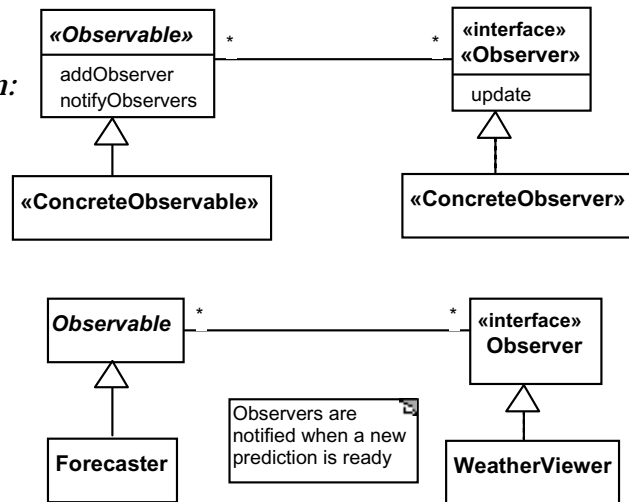 «Observable»
*
*
«interface»
«Observer»
n:
addObserver
notifyObservers
update
«ConcreteObservable»
«ConcreteObserver»
Observable
*
*
«interface»
Observer
Observers are
notified when a new
prediction is ready
Forecaster
WeatherViewer